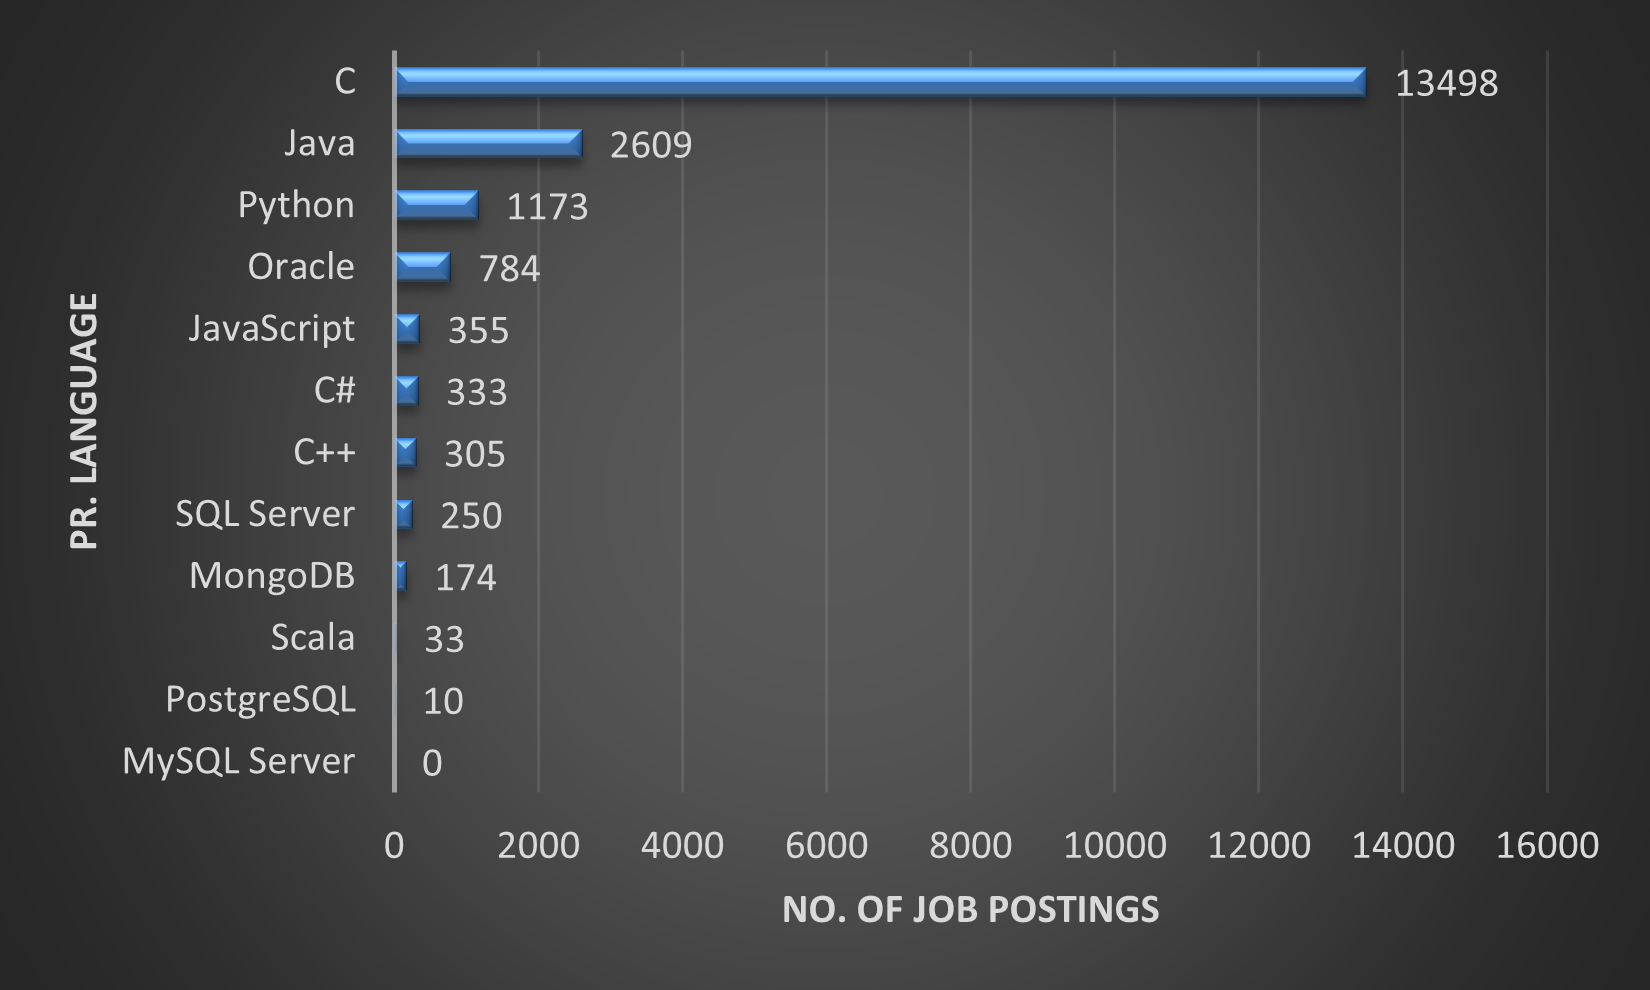 C 13498
Java 2609
Python 1173
Oracle 784
JavaScript 355
C# 333
C++ 305
SQL Server 250
MongoDB 174
Scala 33
PostgreSQL 10
MySQL Server 0
PR. LANGUAGE
0 2000 4000 6000 8000 10000 12000 14000 16000
NO. OF JOB POSTINGS